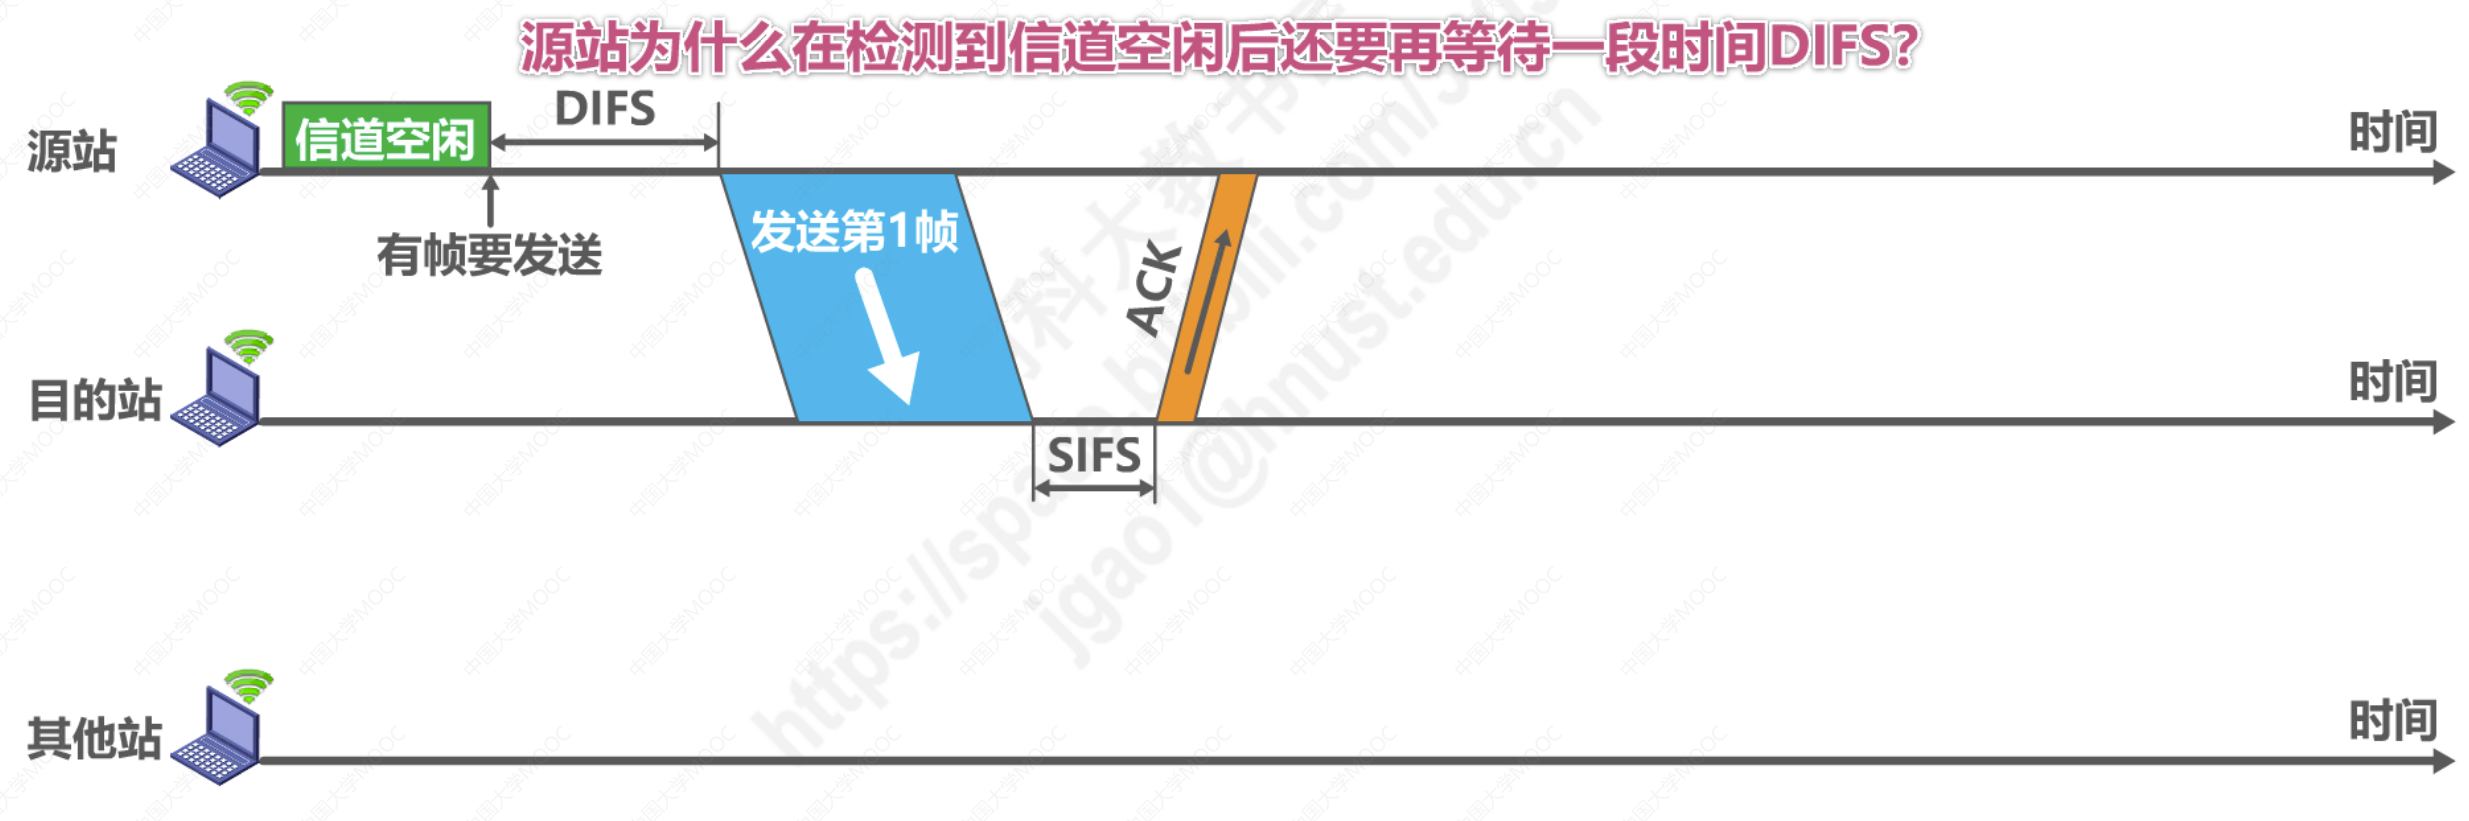 源站为什么在检测到信道空闲后还要再等待一段时间DIFS?
DIFS
信道空闲
源站
时间
有帧要发送
发送第1帧
ACK
目的站
时间
SIFS
其他站
时间
科大教书
https://space.bilibili.com/3
jgao1@hnust.edu.cn
中国大学MOOC